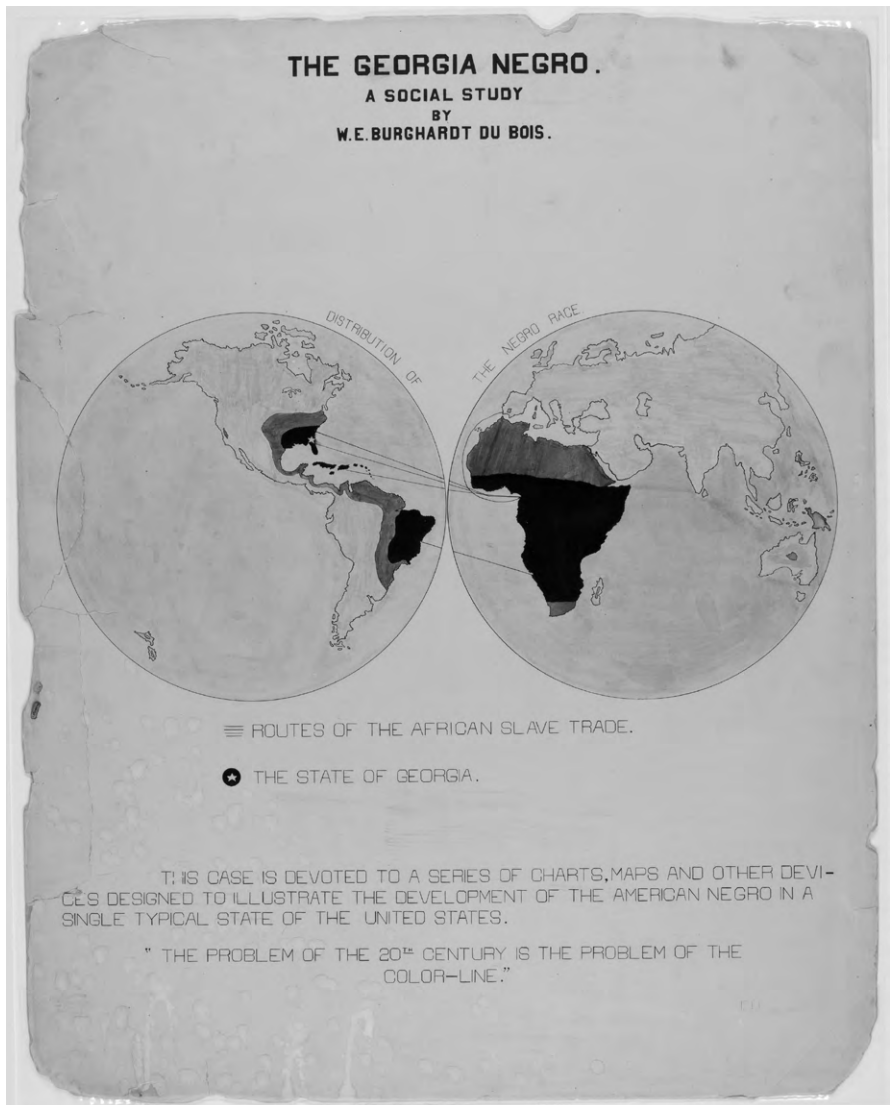 THE GEORGIA NEGRO.
A SOCIAL STUDY
BY
W.E.BURGHARDT DU BOIS.
DISTRIBUTION OF
THE NEGRO RACE.
ROUTES OF THE AFRICAN SLAVE TRADE.
THE STATE OF GEORGIA.
THIS CASE IS DEVOTED TO A SERIES OF CHARTS, MAPS AND OTHER DEVI-
CES DESIGNED TO ILLUSTRATE THE DEVELOPMENT OF THE AMERICAN NEGRO IN A
SINGLE TYPICAL STATE OF THE UNITED STATES.
" THE PROBLEM OF THE 20TH CENTURY IS THE PROBLEM OF THE
COLOR-LINE."